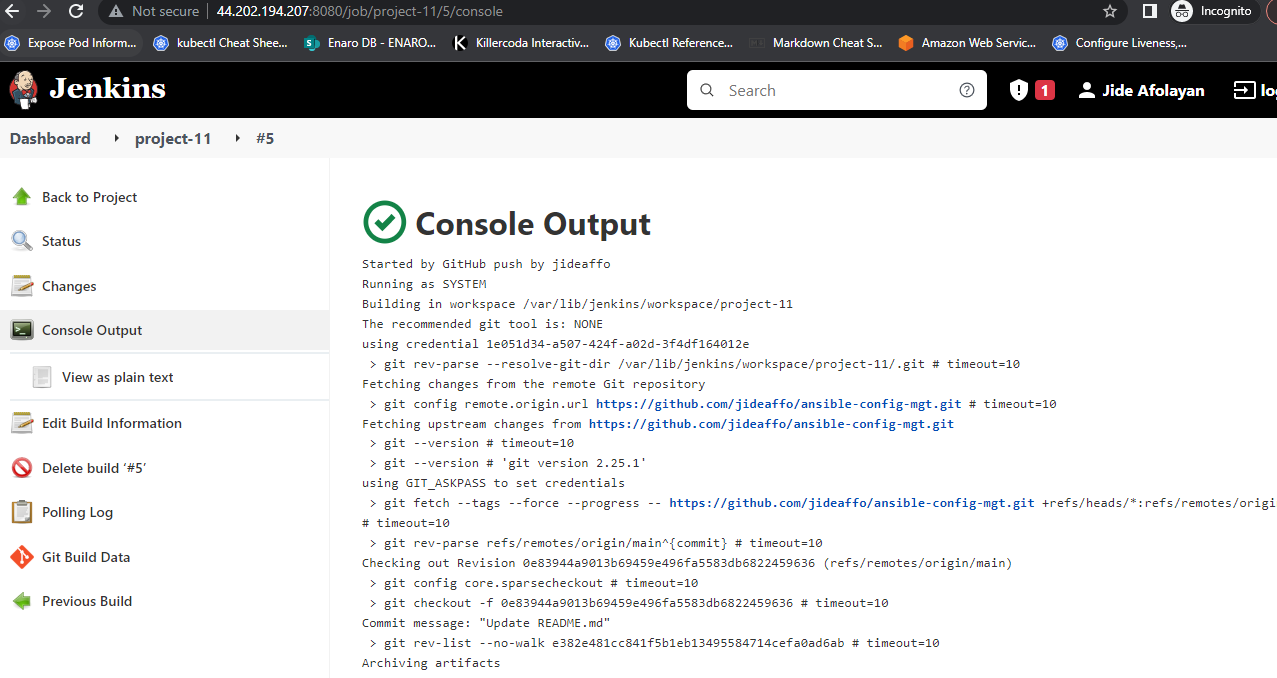 Not secure | 44.202.194.207:8080/job/project-11/5/console Incognito
Expose Pod Inform... kubectl Cheat Shee... Enaro DB - ENARO... Killercoda Interactiv... Kubectl Reference... Markdown Cheat S... Amazon Web Servic... Configure Liveness,...
Jenkins Search 1 Jide Afolayan log
Dashboard project-11 #5
Back to Project
Status
Changes
Console Output
View as plain text
Edit Build Information
Delete build ‘#5’
Polling Log
Git Build Data
Previous Build
Console Output
Started by GitHub push by jideaffo
Running as SYSTEM
Building in workspace /var/lib/jenkins/workspace/project-11
The recommended git tool is: NONE
using credential 1e051d34-a507-424f-a02d-3f4df164012e
> git rev-parse --resolve-git-dir /var/lib/jenkins/workspace/project-11/.git # timeout=10
Fetching changes from the remote Git repository
> git config remote.origin.url https://github.com/jideaffo/ansible-config-mgt.git # timeout=10
Fetching upstream changes from https://github.com/jideaffo/ansible-config-mgt.git
> git --version # timeout=10
> git --version # 'git version 2.25.1'
using GIT_ASKPASS to set credentials
> git fetch --tags --force --progress -- https://github.com/jideaffo/ansible-config-mgt.git +refs/heads/*:refs/remotes/origi
# timeout=10
> git rev-parse refs/remotes/origin/main^{commit} # timeout=10
Checking out Revision 0e83944a9013b69459e496fa5583db6822459636 (refs/remotes/origin/main)
> git config core.sparsecheckout # timeout=10
> git checkout -f 0e83944a9013b69459e496fa5583db6822459636 # timeout=10
Commit message: "Update README.md"
> git rev-list --no-walk e382e481cc841f5b1eb13495584714cefa0ad6ab # timeout=10
Archiving artifacts